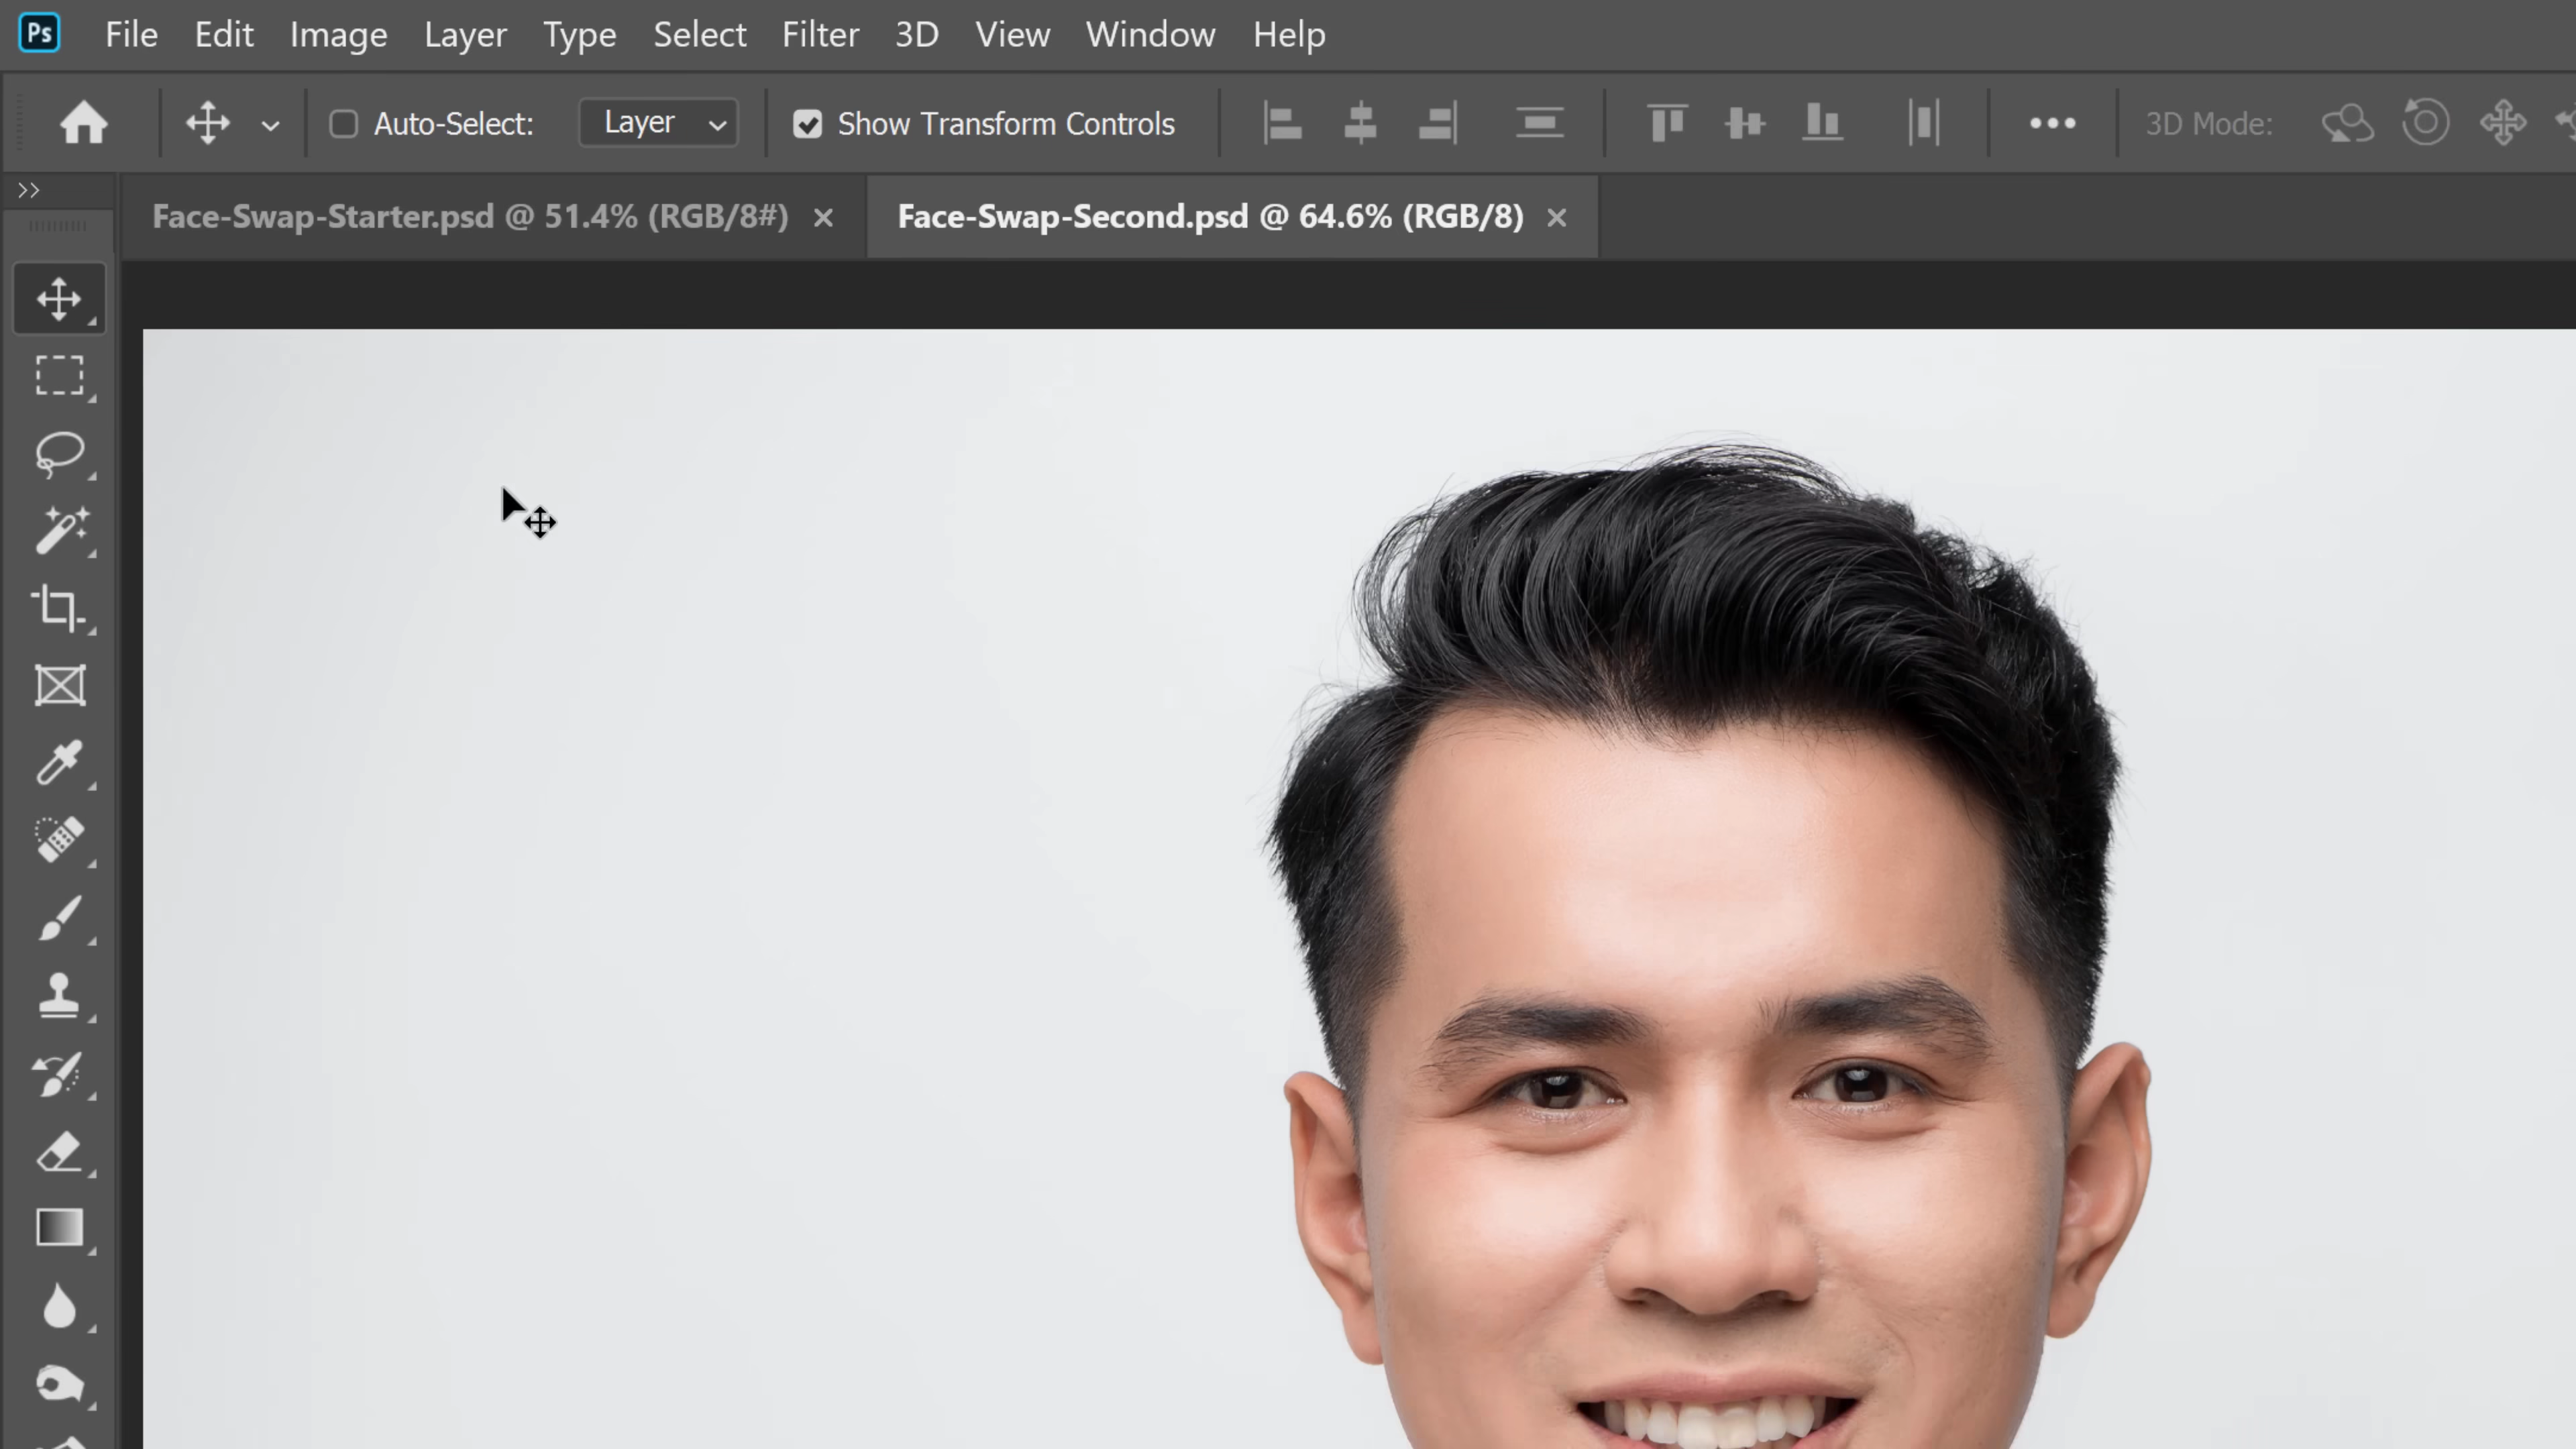 Ps File Edit Image Layer Type Select Filter 3D View Window Help
Auto-Select: Layer Show Transform Controls 3D Mode:
Face-Swap-Starter.psd @ 51.4% (RGB/8#) × Face-Swap-Second.psd @ 64.6% (RGB/8) ×